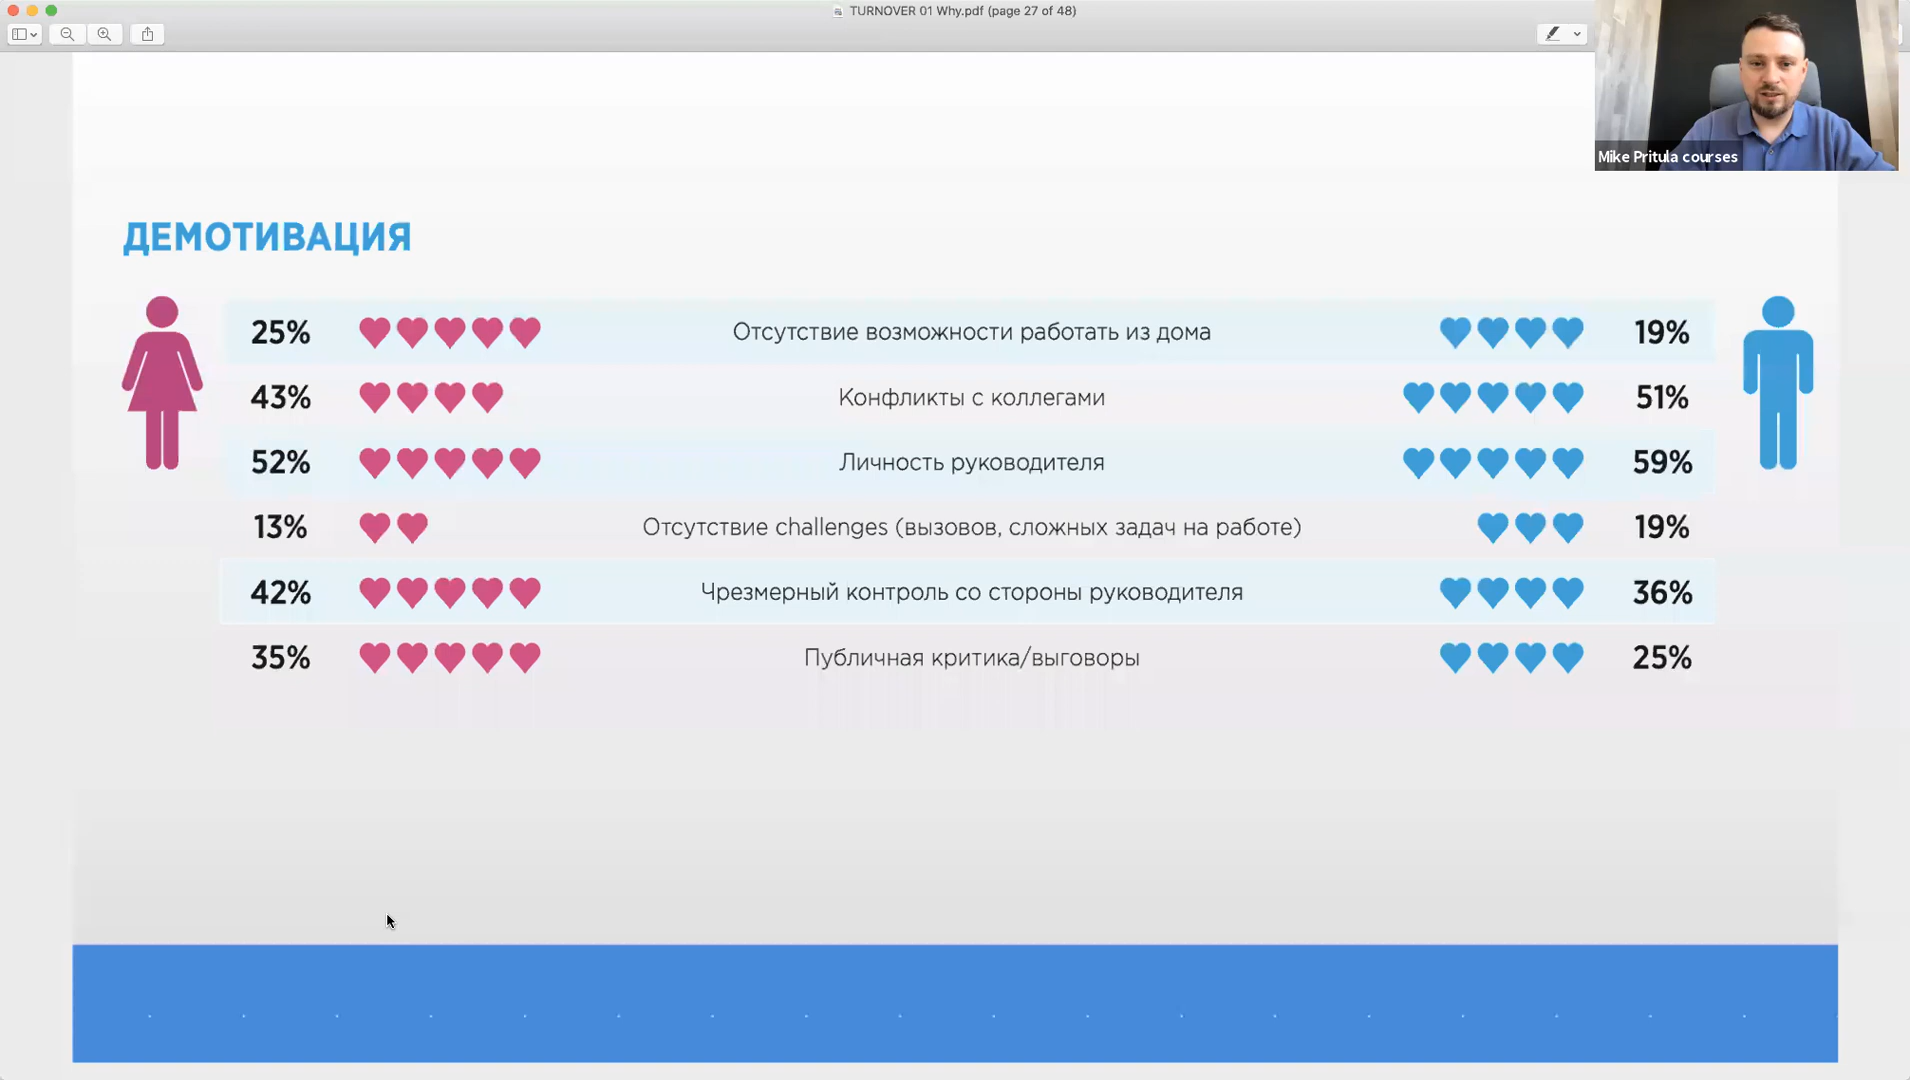 TURNOVER 01 Why.pdf (page 27 of 48)
Mike Pritula courses
ДЕМОТИВАЦИЯ
25% Отсутствие возможности работать из дома 19%
43% Конфликты с коллегами 51%
52% Личность руководителя 59%
13% Отсутствие challenges (вызовов, сложных задач на работе) 19%
42% Чрезмерный контроль со стороны руководителя 36%
35% Публичная критика/выговоры 25%